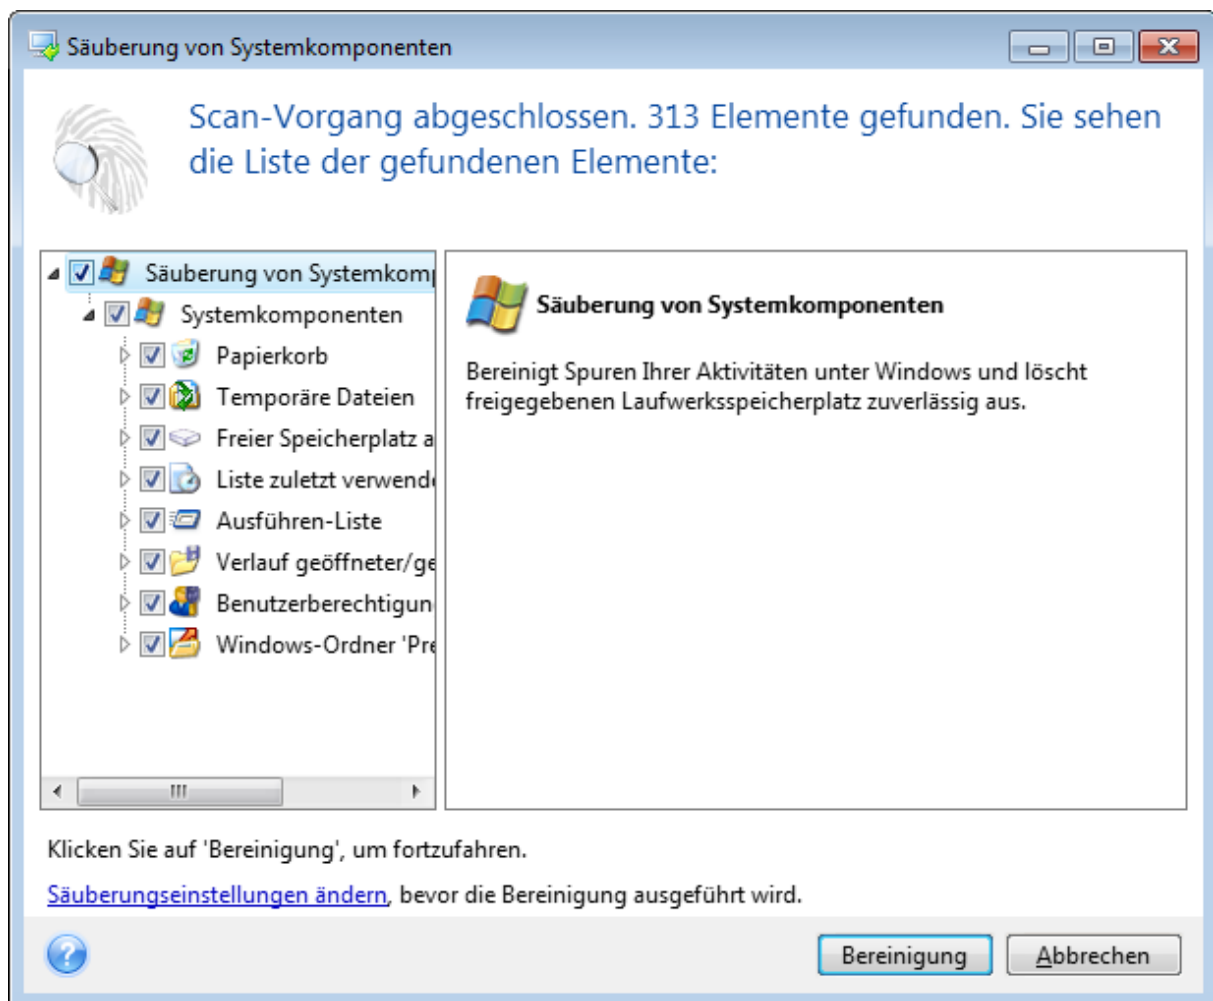 Säuberung von Systemkomponenten
Scan-Vorgang abgeschlossen. 313 Elemente gefunden. Sie sehen
die Liste der gefundenen Elemente:
Säuberung von Systemkom
Systemkomponenten
Papierkorb
Temporäre Dateien
Freier Speicherplatz a
Liste zuletzt verwend
Ausführen-Liste
Verlauf geöffneter/ge
Benutzerberechtigun
Windows-Ordner 'Pre
Säuberung von Systemkomponenten
Bereinigt Spuren Ihrer Aktivitäten unter Windows und löscht
freigegebenen Laufwerksspeicherplatz zuverlässig aus.
Klicken Sie auf 'Bereinigung', um fortzufahren.
Säuberungseinstellungen ändern, bevor die Bereinigung ausgeführt wird.
Bereinigung Abbrechen